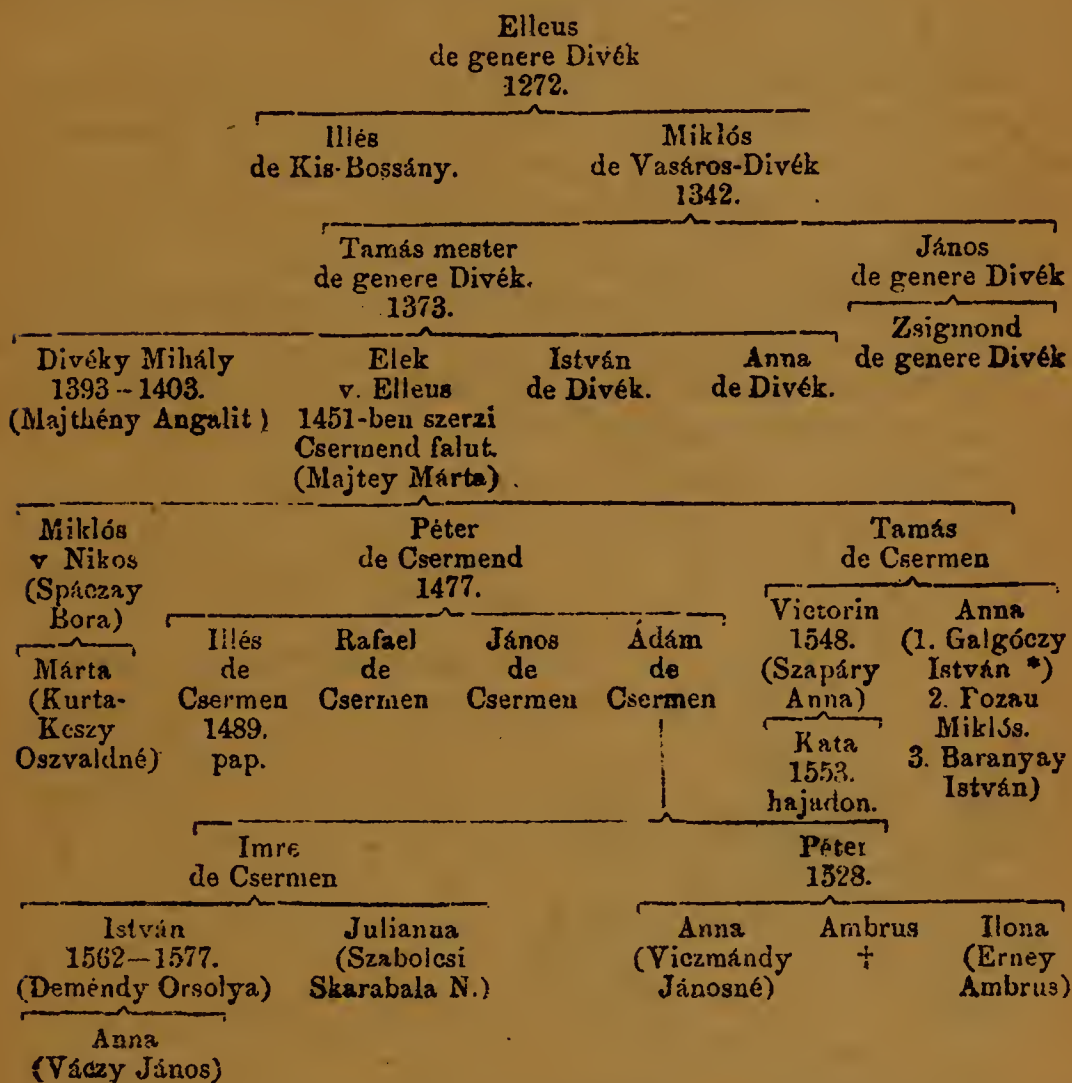 Elleus
de genere Divék
1272.
Illés
de Kis-Bossány.
Miklós
de Vasáros-Divék
1342.
Tamás mester
de genere Divék.
1373.
János
de genere Divék
Zsigmond
de genere Divék
Divéky Mihály
1393–1403.
(Majthény Angalit)
Elek
v. Elleus
1451-ben szerzi
Csermend falut.
(Majtey Márta)
István
de Divék.
Anna
de Divék.
Miklós
v Nikos
(Spáczay
Bora)
Márta
(Kurta-
Keszy
Oszvaldné)
Péter
de Csermend
1477.
Illés
de
Csermen
1489.
pap.
Rafael
de
Csermen
János
de
Csermen
Ádám
de
Csermen
Tamás
de Csermen
Victorin
1548.
(Szapáry
Anna)
Kata
1553.
hajadon.
Anna
(1. Galgóczy
István *)
2. Fozau
Miklós.
3. Baranyay
István)
Imre
de Csermen
István
1562–1577.
(Deméndy Orsolya)
Anna
(Váczy János)
Julianna
(Szabolcsi
Skarabala N.)
Péter
1528.
Anna
(Viczmándy
Jánosné)
Ambrus
†
Ilona
(Erney
Ambrus)